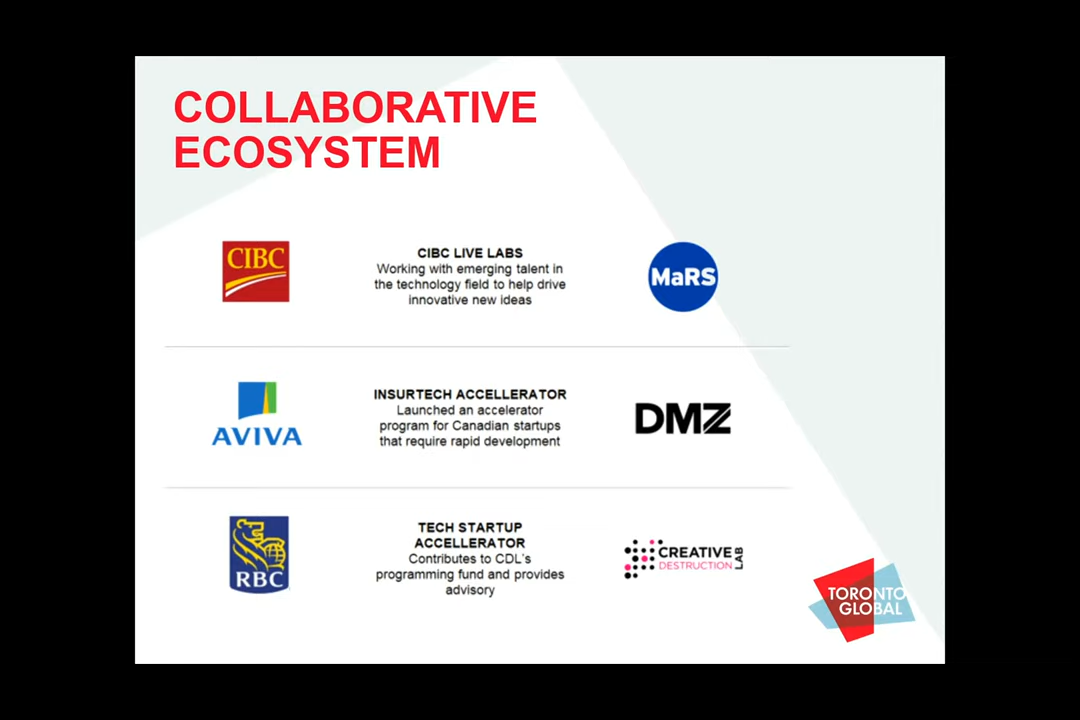 COLLABORATIVE
ECOSYSTEM
CIBC
CIBC LIVE LABS
Working with emerging talent in
the technology field to help drive
innovative new ideas
MaRS
AVIVA
INSURTECH ACCELLERATOR
Launched an accelerator
program for Canadian startups
that require rapid development
DMZ
RBC
TECH STARTUP
ACCELLERATOR
Contributes to CDL's
programming fund and provides
advisory
CREATIVE
DESTRUCTION
LAB
TORONTO
GLOBAL